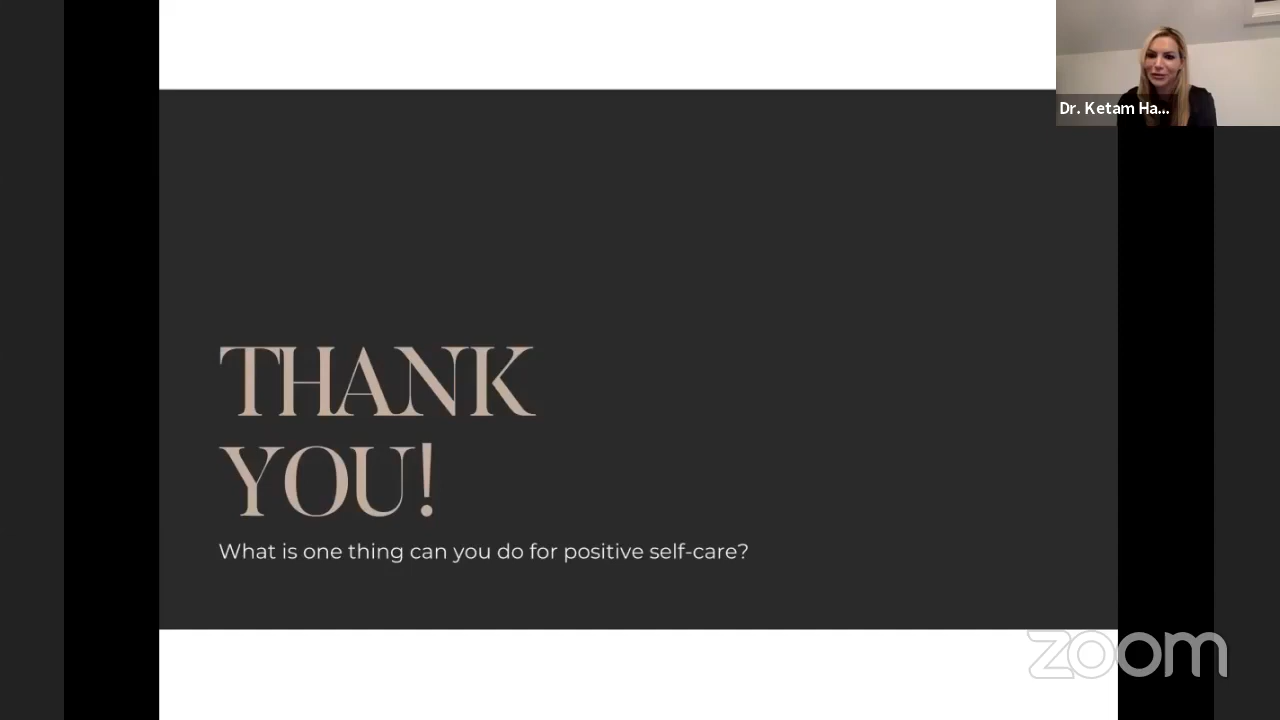 Dr. Ketam Ha...
THANK
YOU!
What is one thing can you do for positive self-care?
zoom